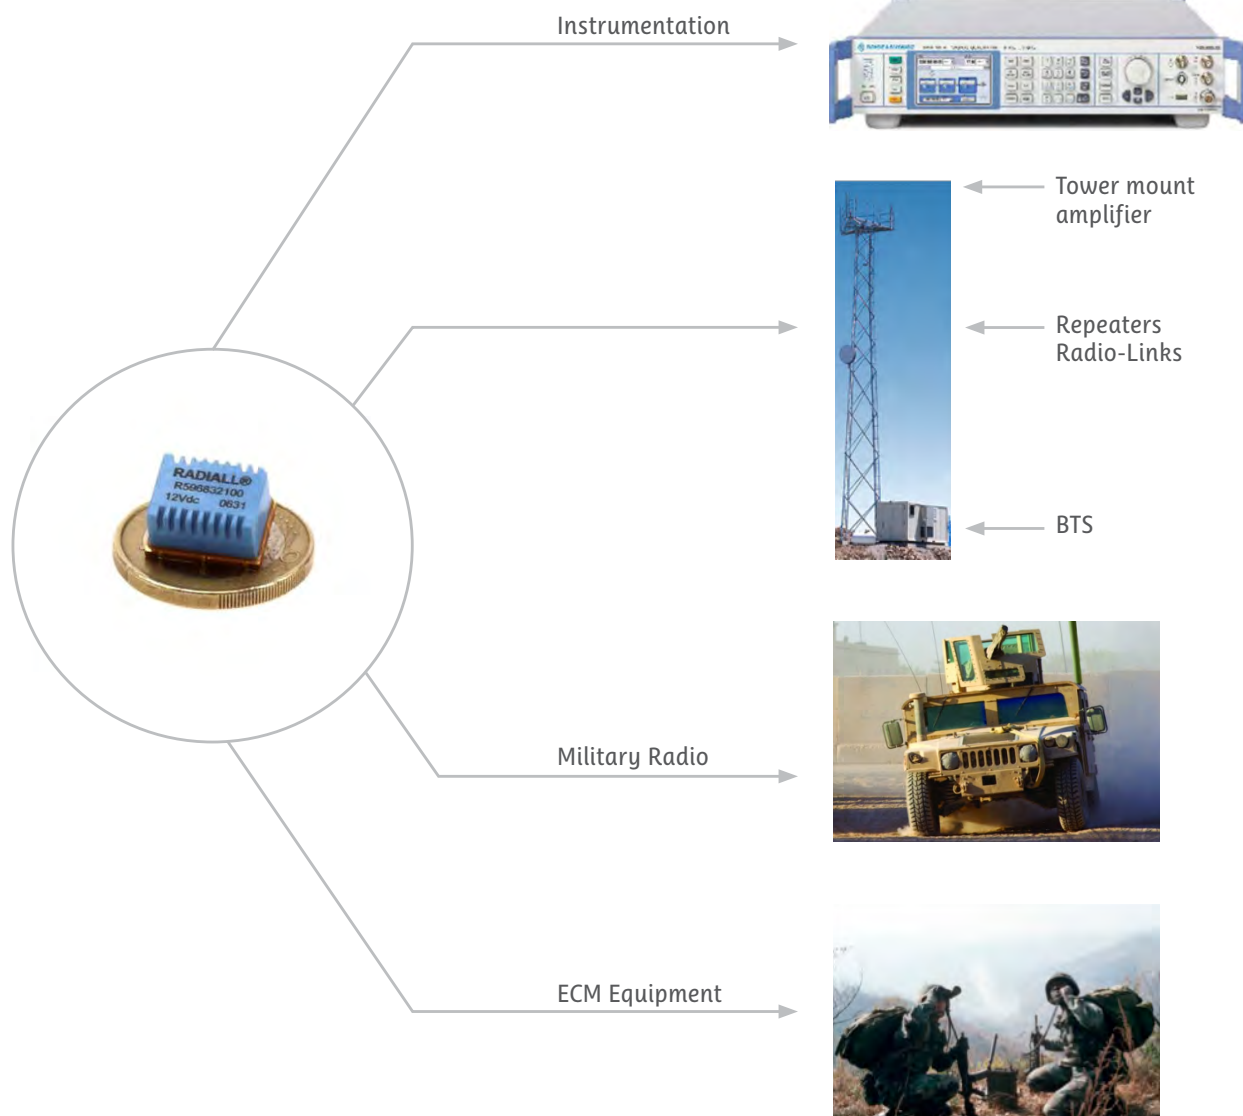 Instrumentation
Tower mount
amplifier
Repeaters
Radio-Links
RADIALL®
R596832100
12Vdc 0631
BTS
Military Radio
ECM Equipment